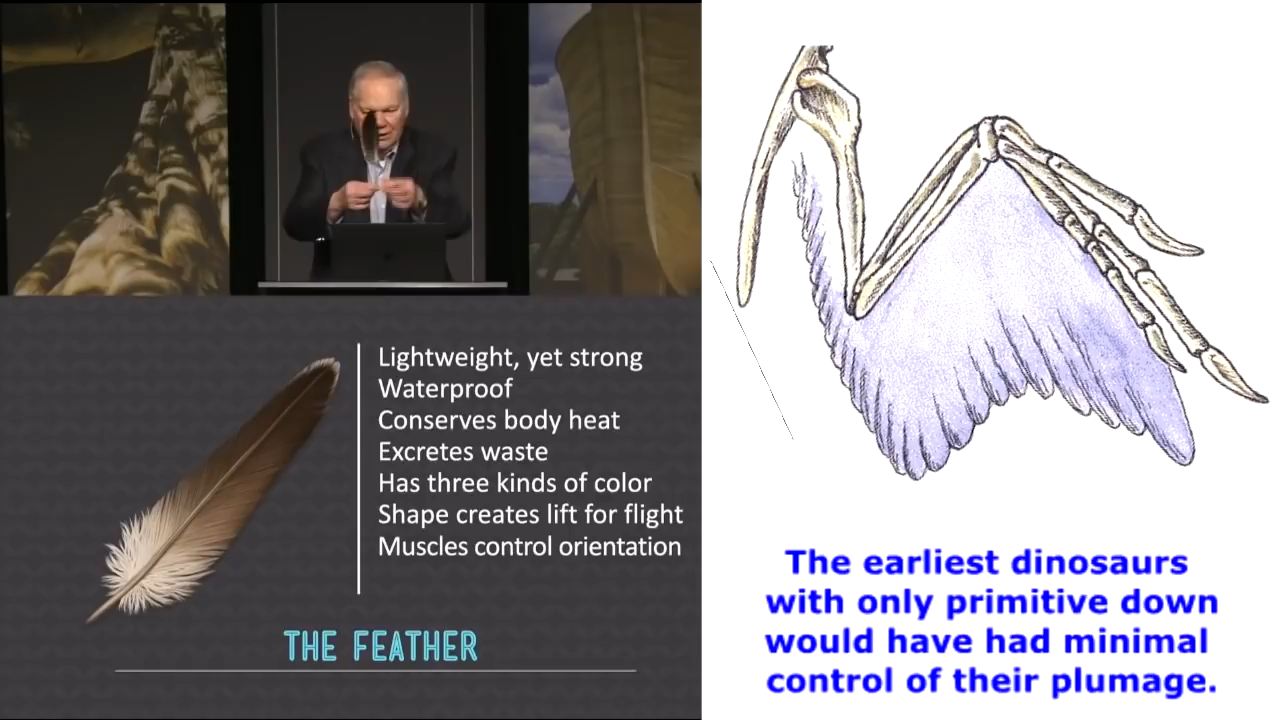 Lightweight, yet strong
Waterproof
Conserves body heat
Excretes waste
Has three kinds of color
Shape creates lift for flight
Muscles control orientation
THE FEATHER
The earliest dinosaurs
with only primitive down
would have had minimal
control of their plumage.